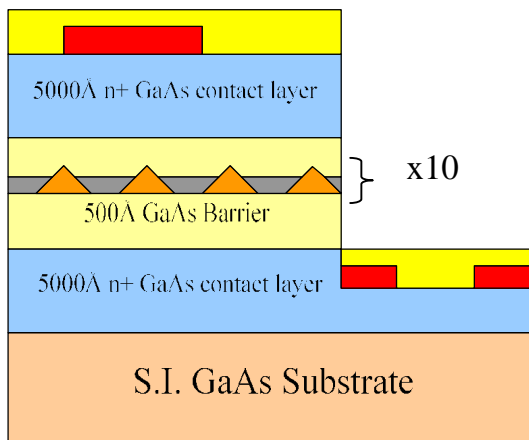 5000Å n+ GaAs contact layer
x10
500Å GaAs Barrier
5000Å n+ GaAs contact layer
S.I. GaAs Substrate